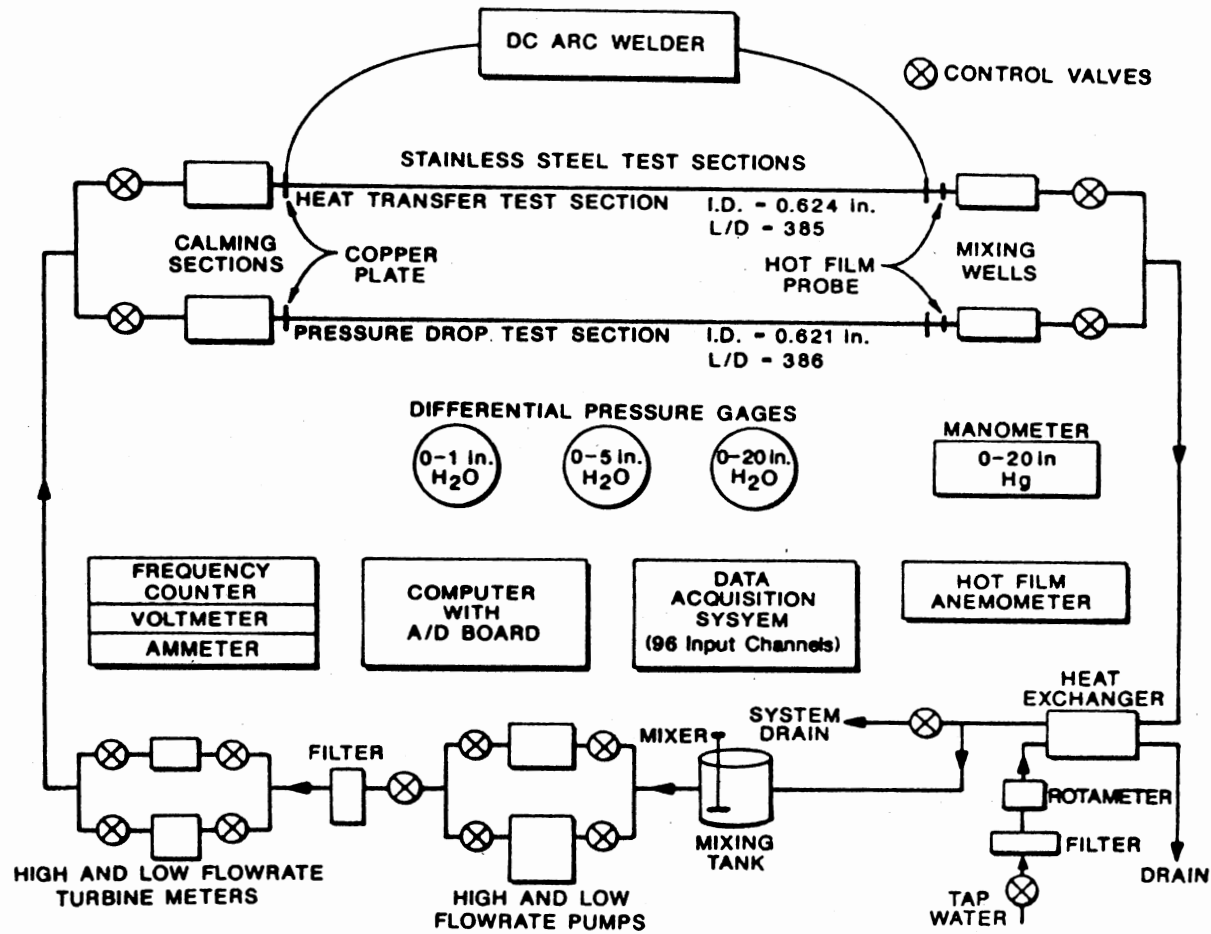 DC ARC WELDER
CONTROL VALVES
STAINLESS STEEL TEST SECTIONS
HEAT TRANSFER TEST SECTION
I.D. - 0.624 in.
L/D - 385
CALMING
SECTIONS
COPPER
PLATE
HOT FILM
PROBE
MIXING
WELLS
PRESSURE DROP TEST SECTION
I.D. - 0.621 in.
L/D - 386
DIFFERENTIAL PRESSURE GAGES
0-1 in.
H₂O
0-5 in.
H₂O
0-20 in.
H₂O
MANOMETER
0-20 in
Hg
FREQUENCY
COUNTER
VOLTMETER
AMMETER
COMPUTER
WITH
A/D BOARD
DATA
ACQUISITION
SYSYEM
(96 Input Channels)
HOT FILM
ANEMOMETER
HEAT
EXCHANGER
SYSTEM
DRAIN
MIXER
FILTER
ROTAMETER
FILTER
MIXING
TANK
DRAIN
TAP
WATER
HIGH AND LOW FLOWRATE
TURBINE METERS
HIGH AND LOW
FLOWRATE PUMPS